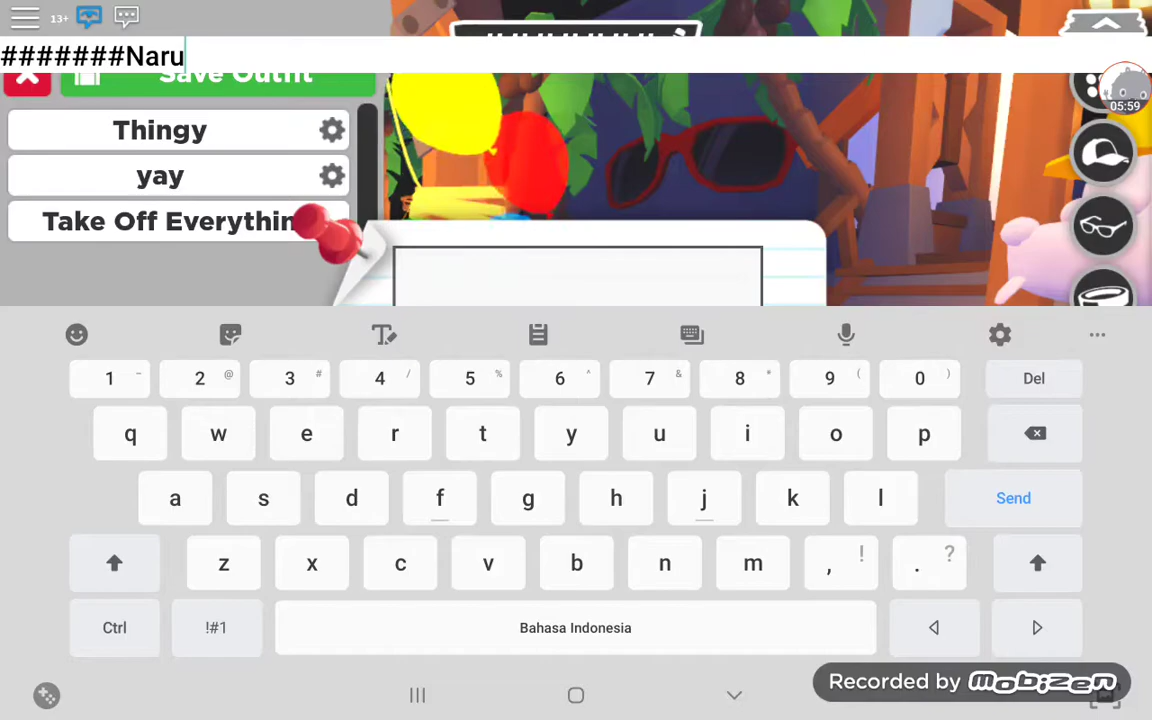 13+
#######Naru
Save Outfit
05:59
Thingy
yay
Take Off Everythin
1 - 2 @ 3 # 4 / 5 % 6 ^ 7 & 8 * 9 ( 0 ) Del
q w e r t y u i o p
a s d f g h j k l Send
z x c v b n m , ! . ?
Ctrl !#1 Bahasa Indonesia
Recorded by mobizen